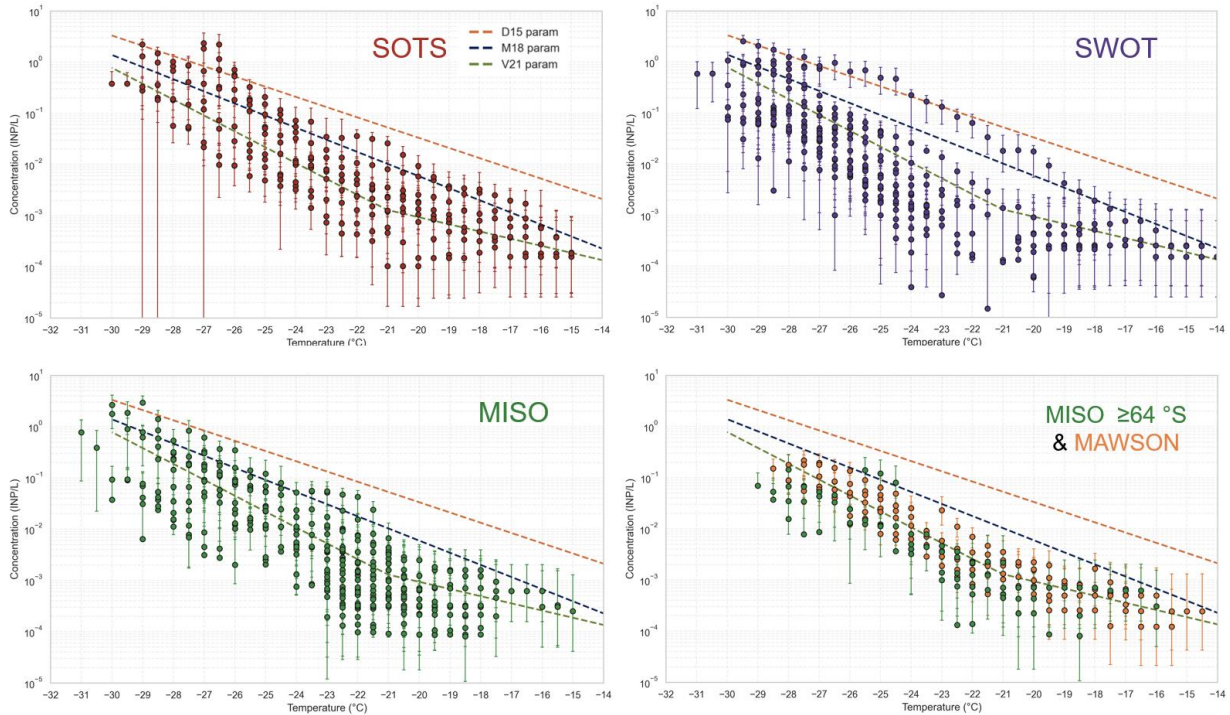 SOTS
D15 param
M18 param
V21 param
Concentration (INP/L)
10¹
10⁰
10⁻¹
10⁻²
10⁻³
10⁻⁴
10⁻⁵
−32 −31 −30 −29 −28 −27 −26 −25 −24 −23 −22 −21 −20 −19 −18 −17 −16 −15 −14
Temperature (°C)
SWOT
Concentration (INP/L)
10¹
10⁰
10⁻¹
10⁻²
10⁻³
10⁻⁴
10⁻⁵
−32 −31 −30 −29 −28 −27 −26 −25 −24 −23 −22 −21 −20 −19 −18 −17 −16 −15 −14
Temperature (°C)
MISO
Concentration (INP/L)
10¹
10⁰
10⁻¹
10⁻²
10⁻³
10⁻⁴
10⁻⁵
−32 −31 −30 −29 −28 −27 −26 −25 −24 −23 −22 −21 −20 −19 −18 −17 −16 −15 −14
Temperature (°C)
MISO ≥64 °S
& MAWSON
Concentration (INP/L)
10¹
10⁰
10⁻¹
10⁻²
10⁻³
10⁻⁴
10⁻⁵
−32 −31 −30 −29 −28 −27 −26 −25 −24 −23 −22 −21 −20 −19 −18 −17 −16 −15 −14
Temperature (°C)